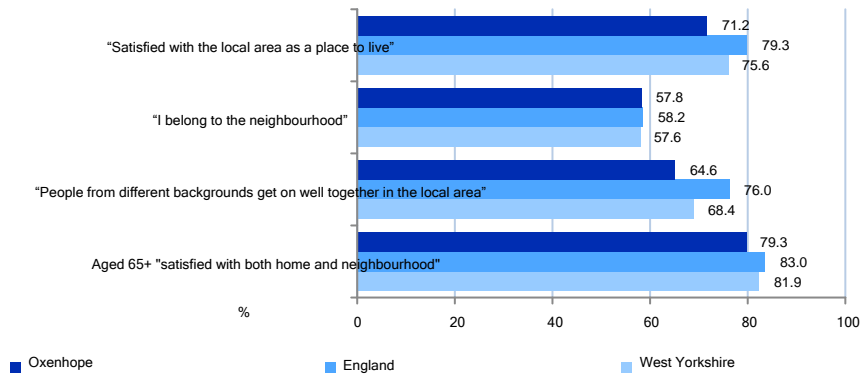 71.2
“Satisfied with the local area as a place to live” 79.3
75.6
57.8
“I belong to the neighbourhood” 58.2
57.6
64.6
“People from different backgrounds get on well together in the local area” 76.0
68.4
79.3
Aged 65+ "satisfied with both home and neighbourhood" 83.0
81.9
% 0 20 40 60 80 100
Oxenhope England West Yorkshire